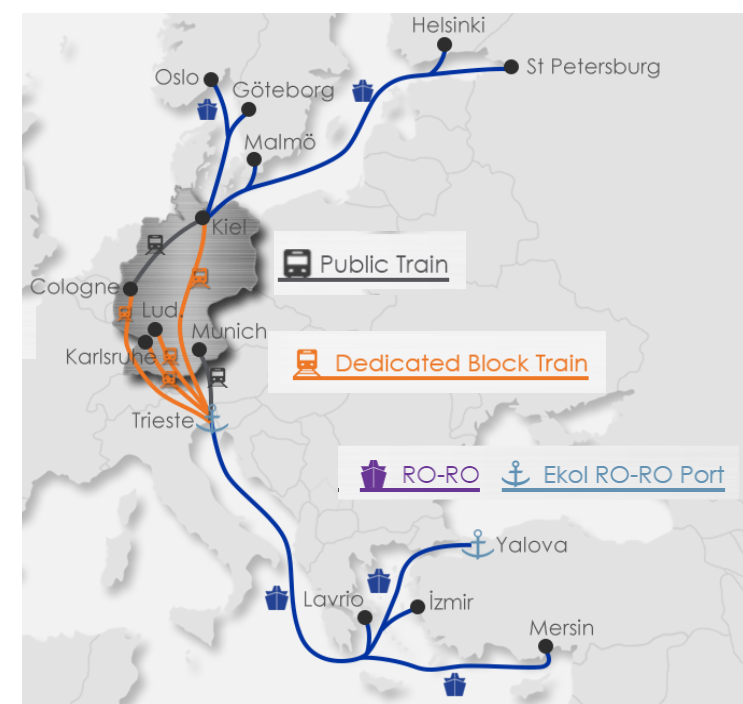 Helsinki
St Petersburg
Oslo
Göteborg
Malmö
Kiel
Public Train
Cologne
Lud.
Munich
Karlsruhe
Dedicated Block Train
Trieste
RO-RO
Ekol RO-RO Port
Yalova
Lavrio
İzmir
Mersin